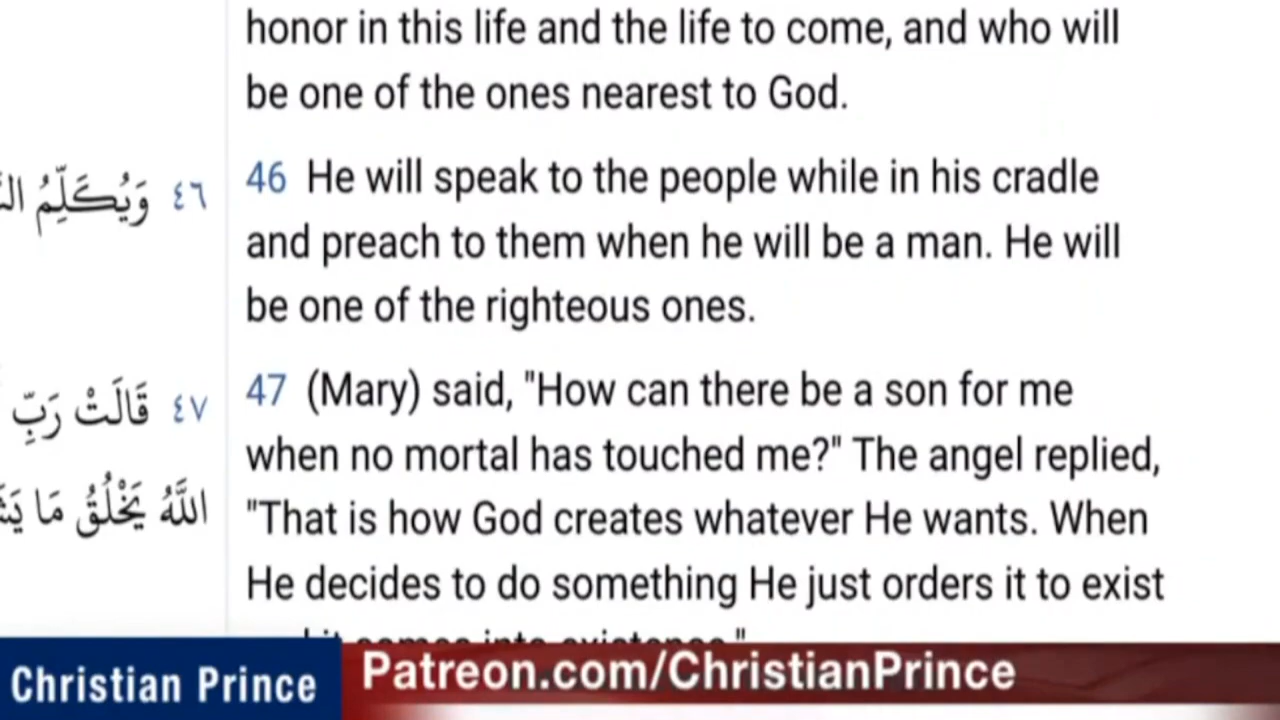 honor in this life and the life to come, and who will
be one of the ones nearest to God.
46 He will speak to the people while in his cradle
and preach to them when he will be a man. He will
be one of the righteous ones.
٤٦ وَيُكَلِّمُ
47 (Mary) said, "How can there be a son for me
when no mortal has touched me?" The angel replied,
"That is how God creates whatever He wants. When
He decides to do something He just orders it to exist
it comes into existence."
٤٧ قَالَتْ رَبِّ
اللَّهُ يَخْلُقُ مَا
Christian Prince
Patreon.com/ChristianPrince